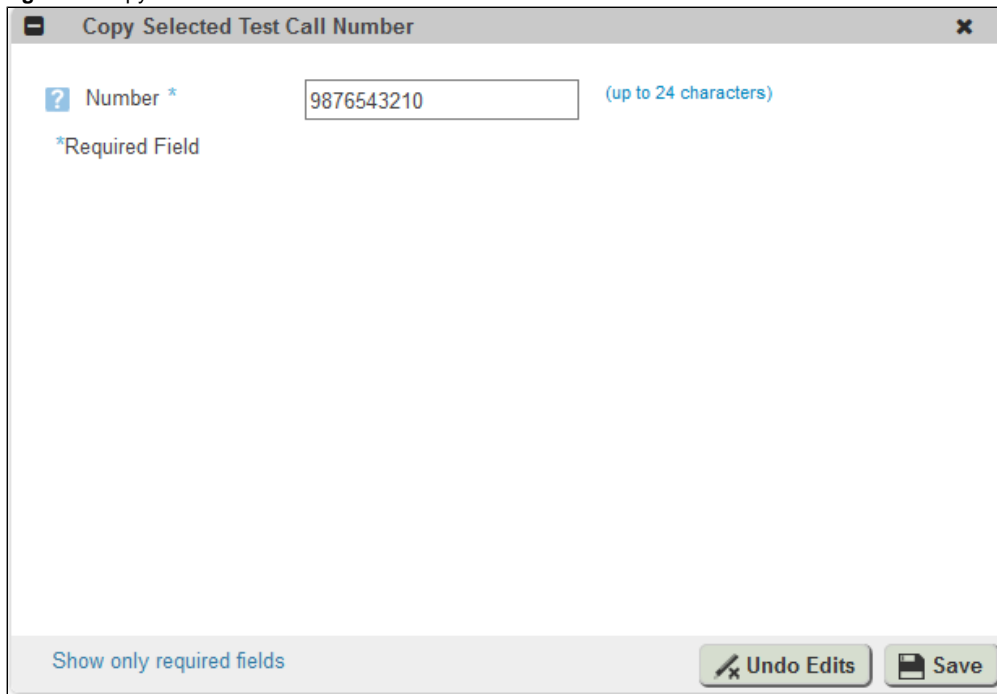 Copy Selected Test Call Number
? Number * 9876543210 (up to 24 characters)
*Required Field
Show only required fields Undo Edits Save